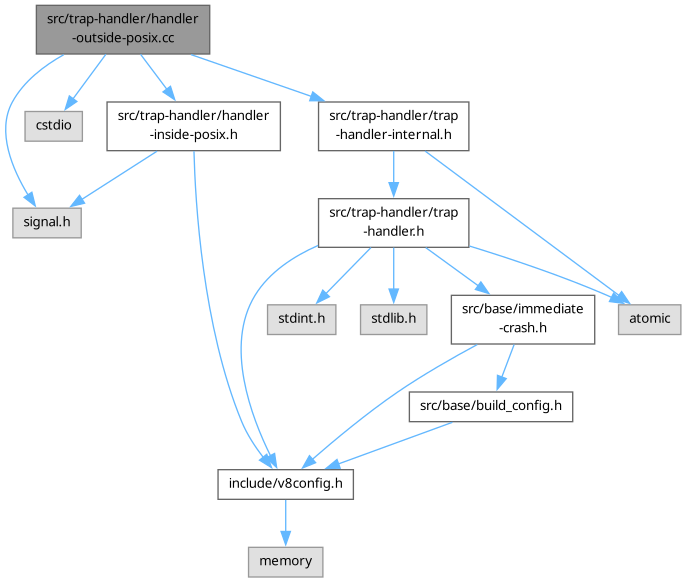 src/trap-handler/handler
-outside-posix.cc
cstdio
src/trap-handler/handler
-inside-posix.h
src/trap-handler/trap
-handler-internal.h
signal.h
src/trap-handler/trap
-handler.h
stdint.h
stdlib.h
src/base/immediate
-crash.h
atomic
src/base/build_config.h
include/v8config.h
memory